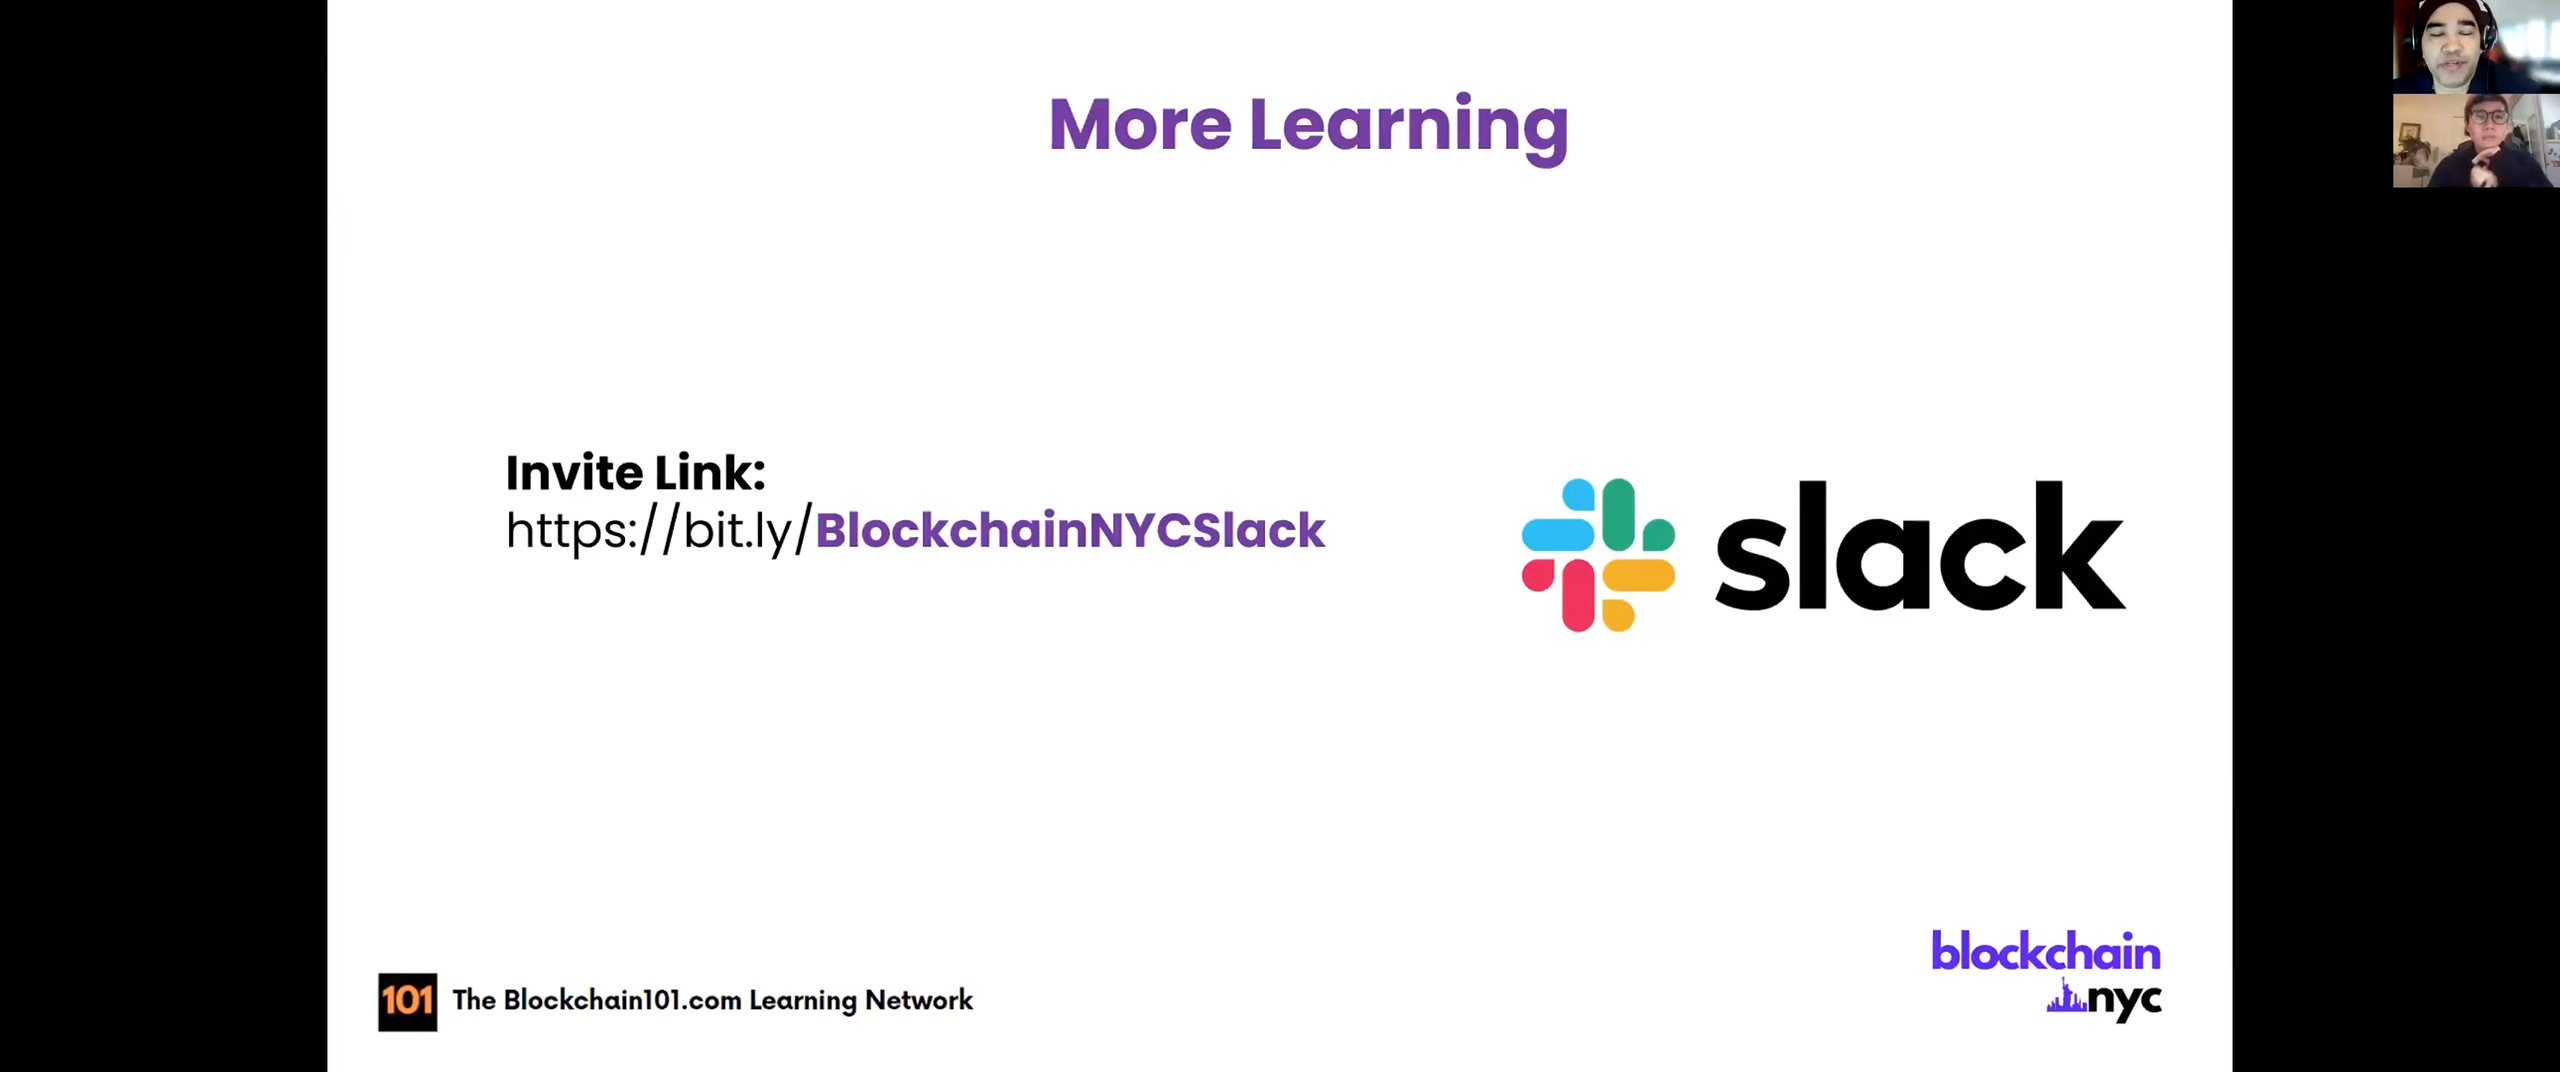 More Learning
Invite Link:
https://bit.ly/BlockchainNYCSlack
slack
101 The Blockchain101.com Learning Network
blockchain
nyc